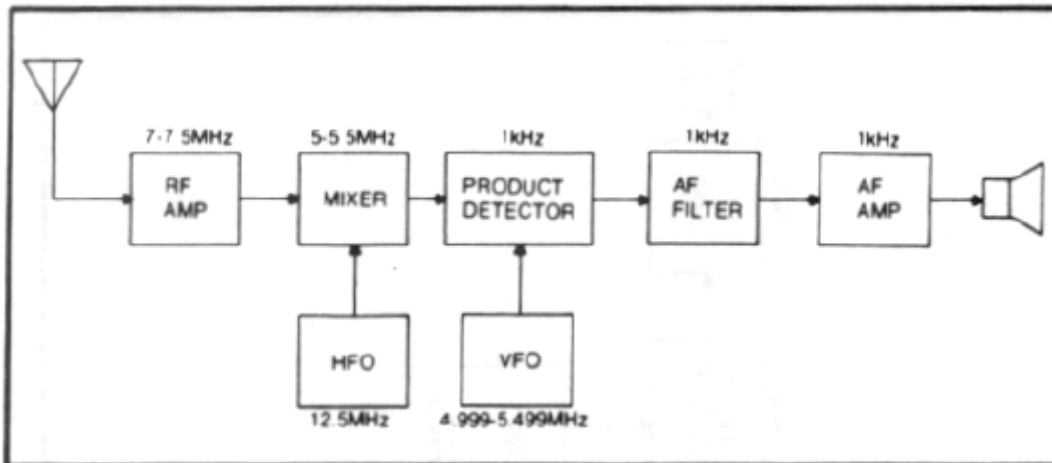 7-7 5MHz
5-5 5MHz
1kHz
1kHz
1kHz
RF
AMP
MIXER
PRODUCT
DETECTOR
AF
FILTER
AF
AMP
HFO
VFO
12.5MHz
4.999-5.499MHz